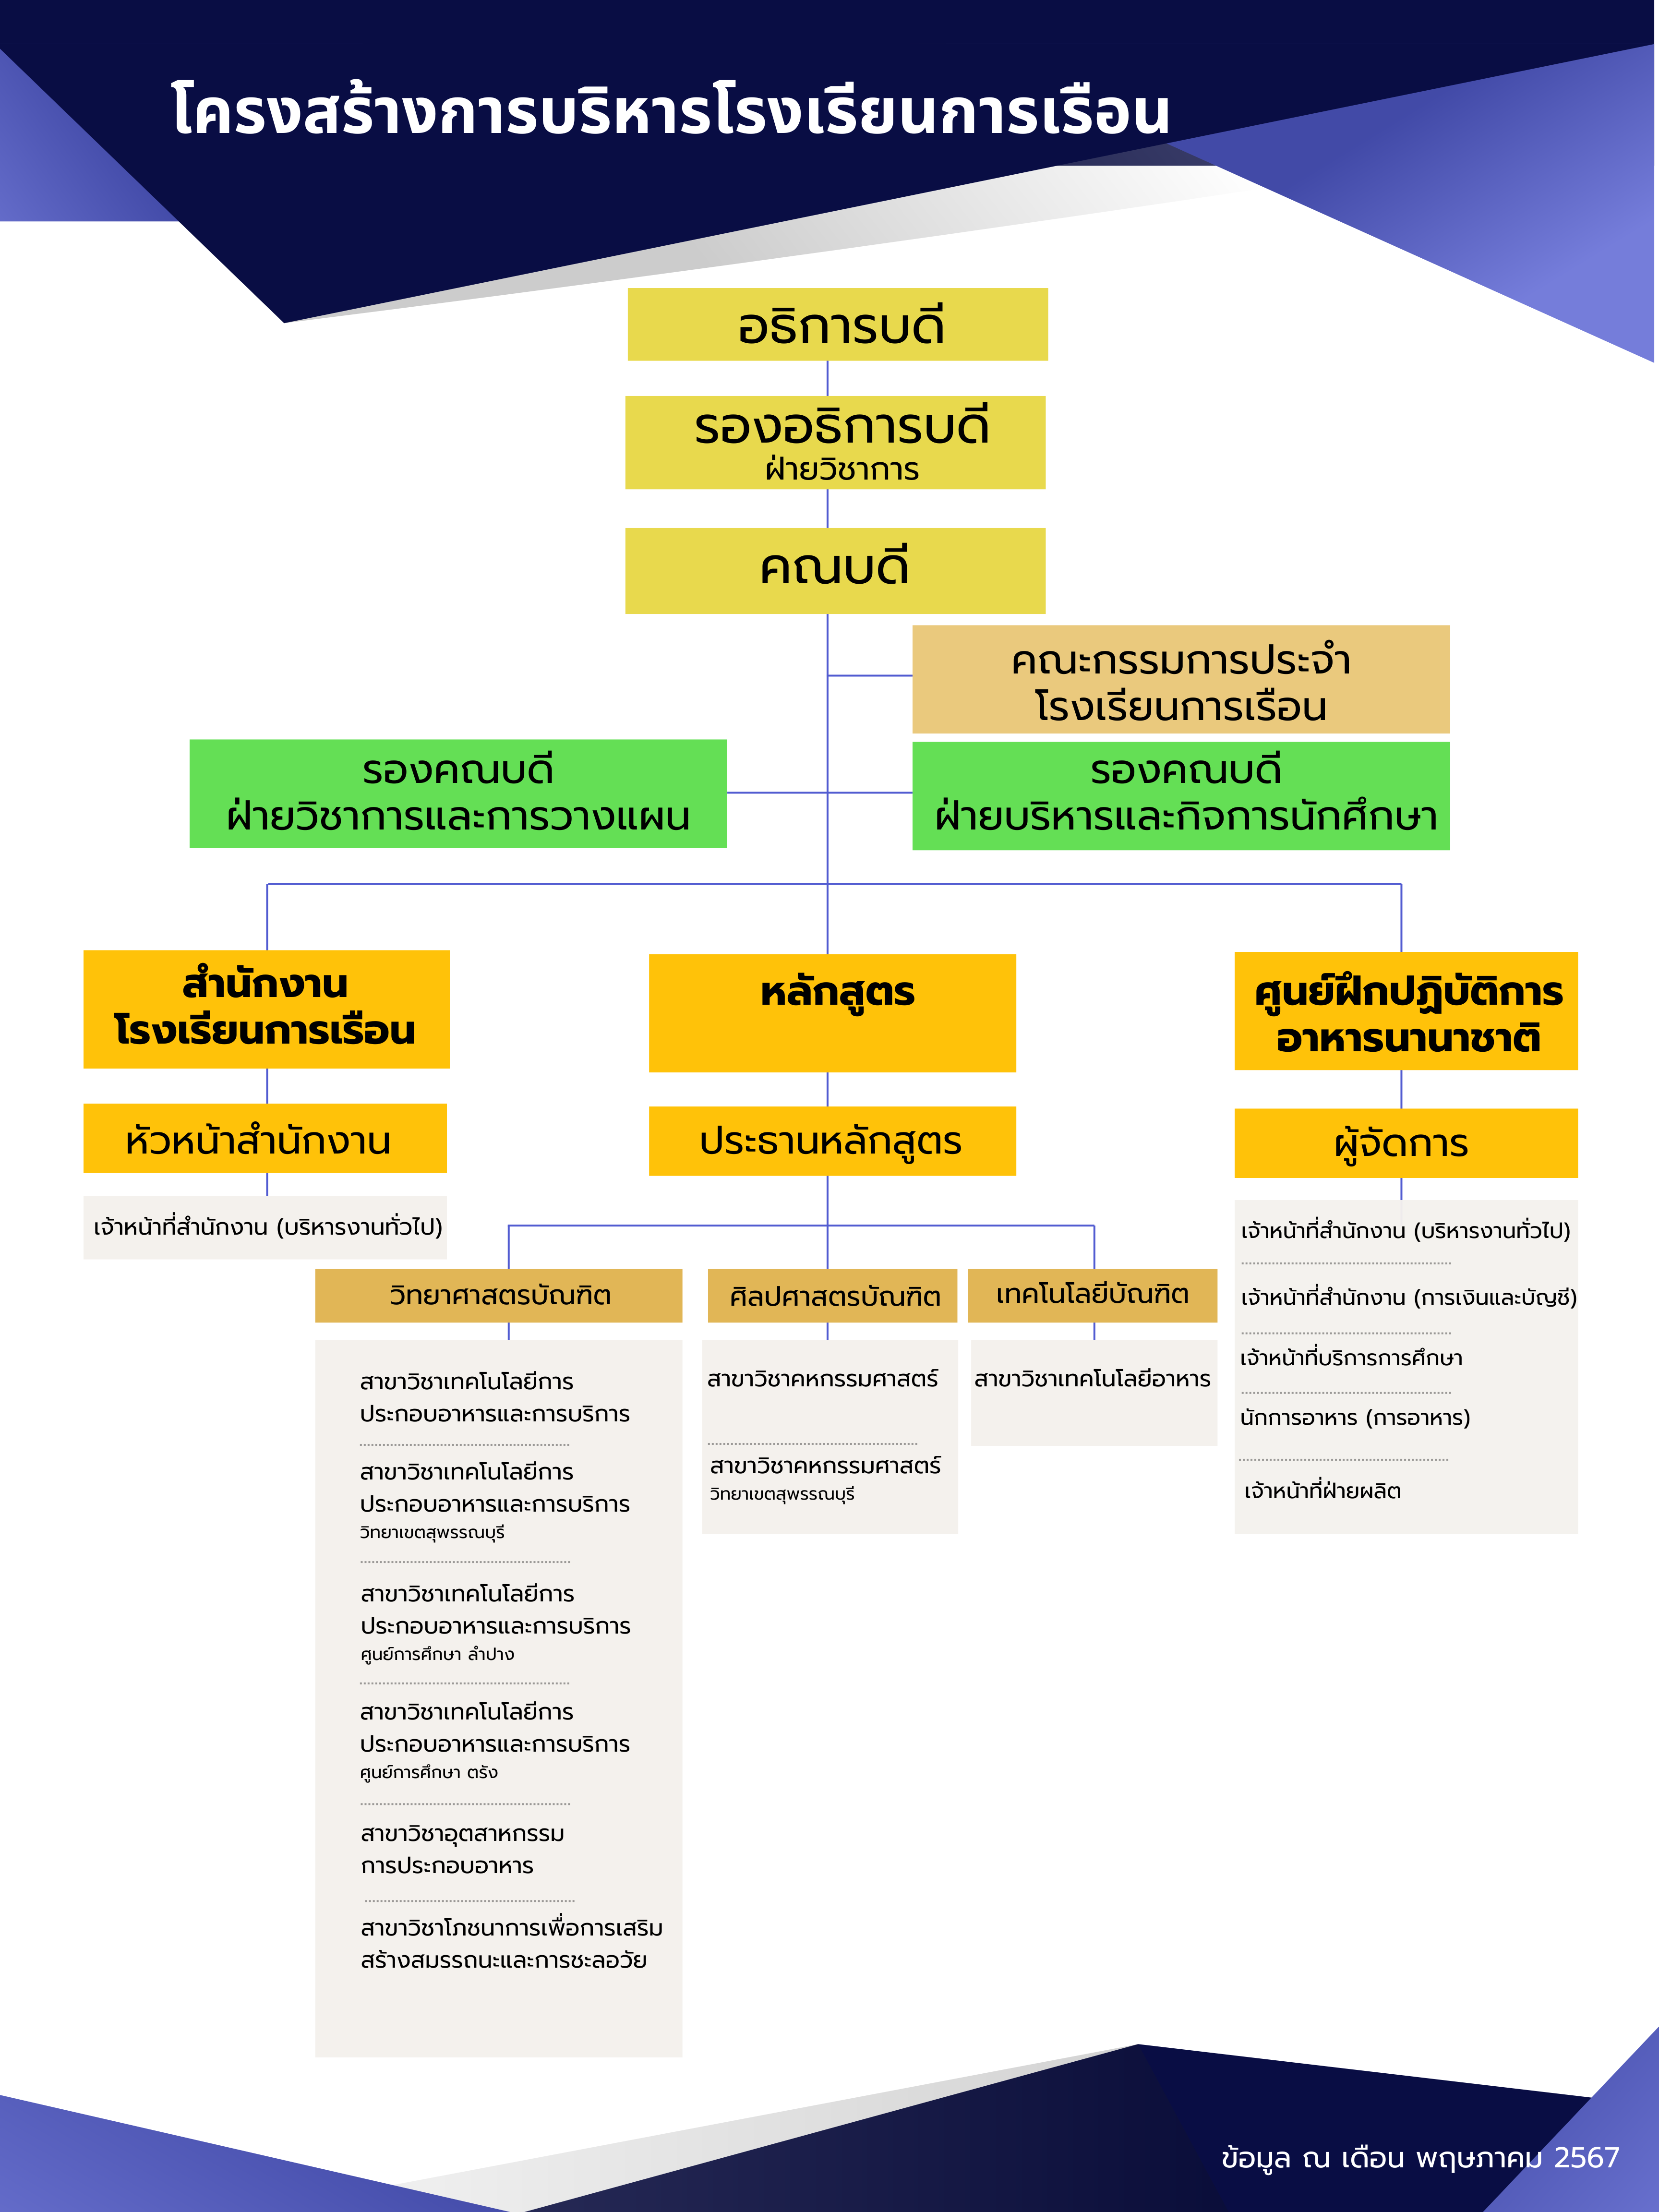 โครงสร้างการบริหารโรงเรียนการเรือน
อธิการบดี
รองอธิการบดี
ฝ่ายวิชาการ
คณบดี
คณะกรรมการประจำ
โรงเรียนการเรือน
รองคณบดี
ฝ่ายวิชาการและการวางแผน
รองคณบดี
ฝ่ายบริหารและกิจการนักศึกษา
สำนักงาน
โรงเรียนการเรือน
หัวหน้าสำนักงาน
เจ้าหน้าที่สำนักงาน (บริหารงานทั่วไป)
หลักสูตร
ประธานหลักสูตร
วิทยาศาสตรบัณฑิต
สาขาวิชาเทคโนโลยีการ
ประกอบอาหารและการบริการ
สาขาวิชาเทคโนโลยีการ
ประกอบอาหารและการบริการ
วิทยาเขตสุพรรณบุรี
สาขาวิชาเทคโนโลยีการ
ประกอบอาหารและการบริการ
ศูนย์การศึกษา ลำปาง
สาขาวิชาเทคโนโลยีการ
ประกอบอาหารและการบริการ
ศูนย์การศึกษา ตรัง
สาขาวิชาอุตสาหกรรม
การประกอบอาหาร
สาขาวิชาโภชนาการเพื่อการเสริม
สร้างสมรรถนะและการชะลอวัย
ศิลปศาสตรบัณฑิต
สาขาวิชาคหกรรมศาสตร์
สาขาวิชาคหกรรมศาสตร์
วิทยาเขตสุพรรณบุรี
เทคโนโลยีบัณฑิต
สาขาวิชาเทคโนโลยีอาหาร
ศูนย์ฝึกปฏิบัติการ
อาหารนานาชาติ
ผู้จัดการ
เจ้าหน้าที่สำนักงาน (บริหารงานทั่วไป)
เจ้าหน้าที่สำนักงาน (การเงินและบัญชี)
เจ้าหน้าที่บริการการศึกษา
นักการอาหาร (การอาหาร)
เจ้าหน้าที่ฝ่ายผลิต
ข้อมูล ณ เดือน พฤษภาคม 2567